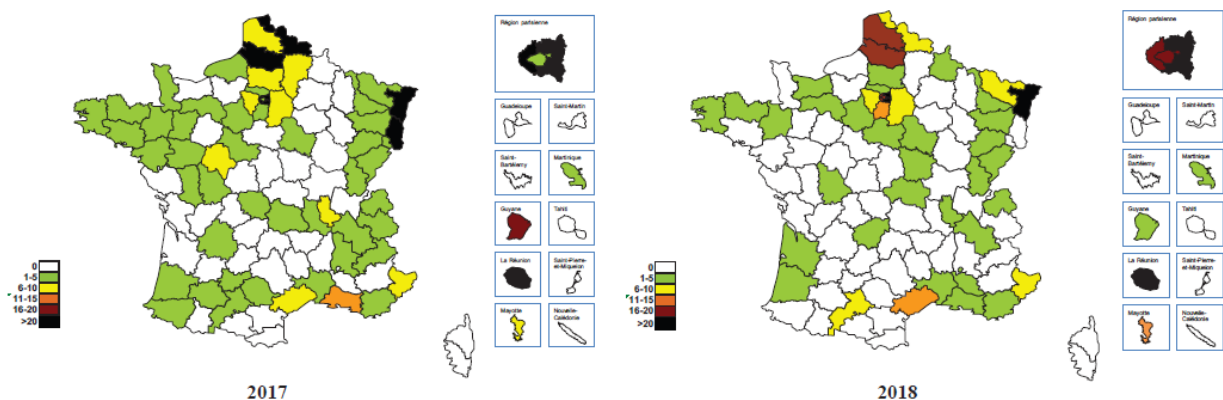 Région parisienne
Guadeloupe
Saint-Martin
Saint-
Bartélemy
Martinique
Guyane
Tahiti
La Réunion
Saint-Pierre-
et-Miquelon
Mayotte
Nouvelle-
Calédonie
0
1-5
6-10
11-15
16-20
>20
2017
Région parisienne
Guadeloupe
Saint-Martin
Saint-
Bartélemy
Martinique
Guyane
Tahiti
La Réunion
Saint-Pierre-
et-Miquelon
Mayotte
Nouvelle-
Calédonie
0
1-5
6-10
11-15
16-20
>20
2018